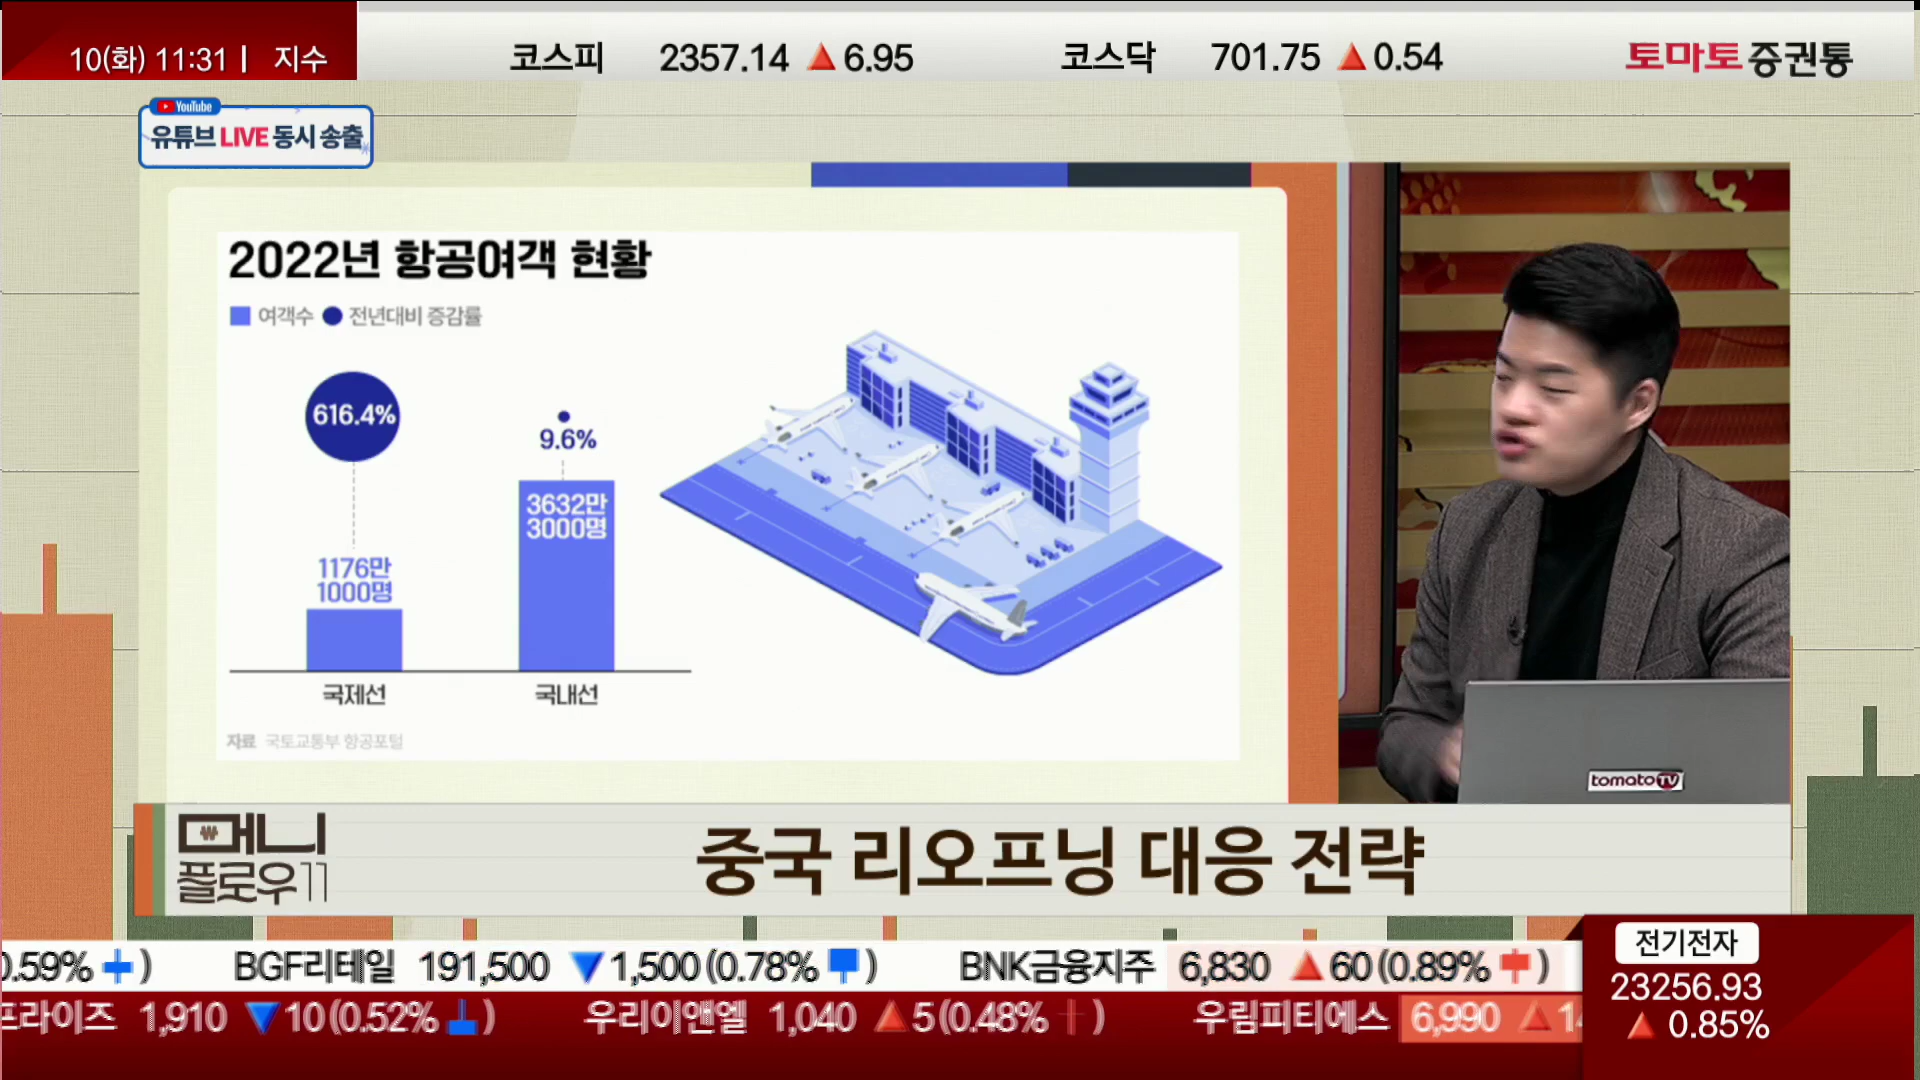 10(화) 11:31 | 지수
코스피 2357.14 ▲ 6.95
코스닥 701.75 ▲ 0.54
토마토증권통
YouTube
유튜브 LIVE 동시 송출
2022년 항공여객 현황
여객수 전년대비 증감률
616.4%
9.6%
1176만
1000명
3632만
3000명
국제선
국내선
자료 국토교통부 항공포털
tomatoTV
머니
플로우11
중국 리오프닝 대응 전략
0.59% ) BGF리테일 191,500 ▼ 1,500 (0.78% ) BNK금융지주 6,830 ▲ 60 (0.89% )
프라이즈 1,910 ▼ 10 (0.52% ) 우리이앤엘 1,040 ▲ 5 (0.48% ) 우림피티에스 6,990 ▲
전기전자
23256.93
▲ 0.85%